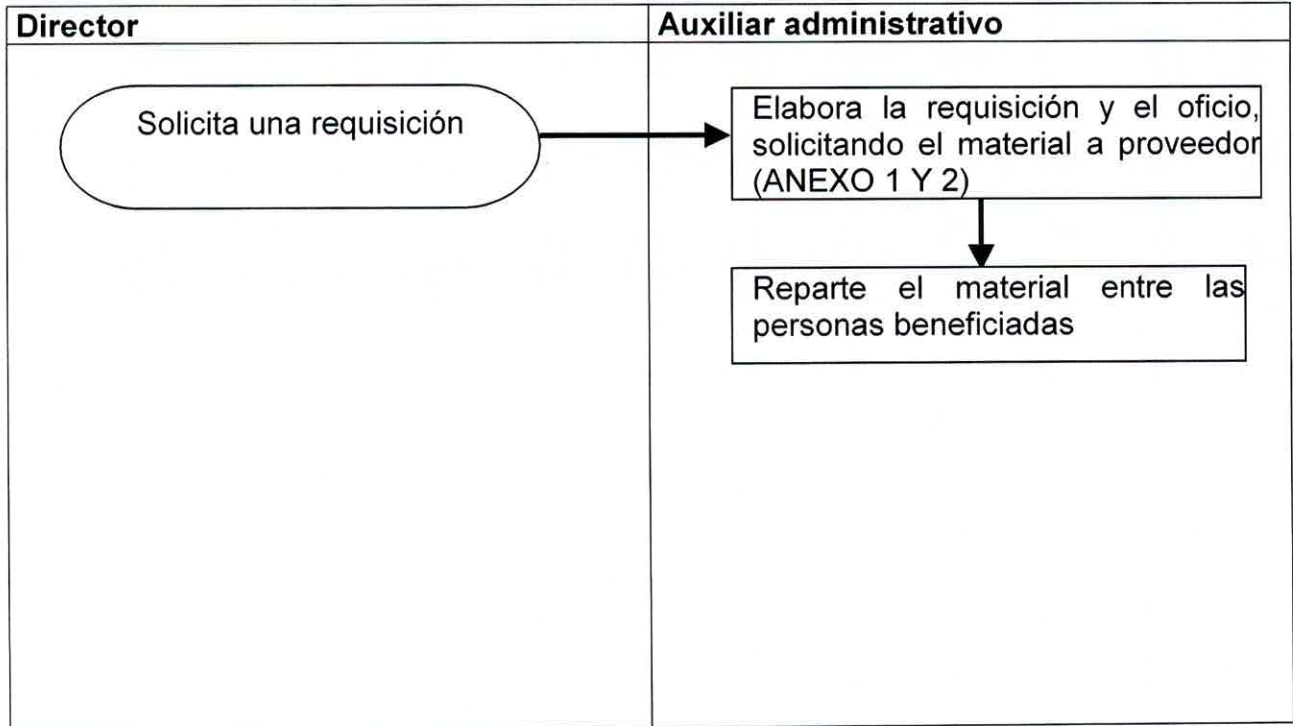 Director
Auxiliar administrativo
Solicita una requisición
Elabora la requisición y el oficio,
solicitando el material a proveedor
(ANEXO 1 Y 2)
Reparte el material entre las
personas beneficiadas